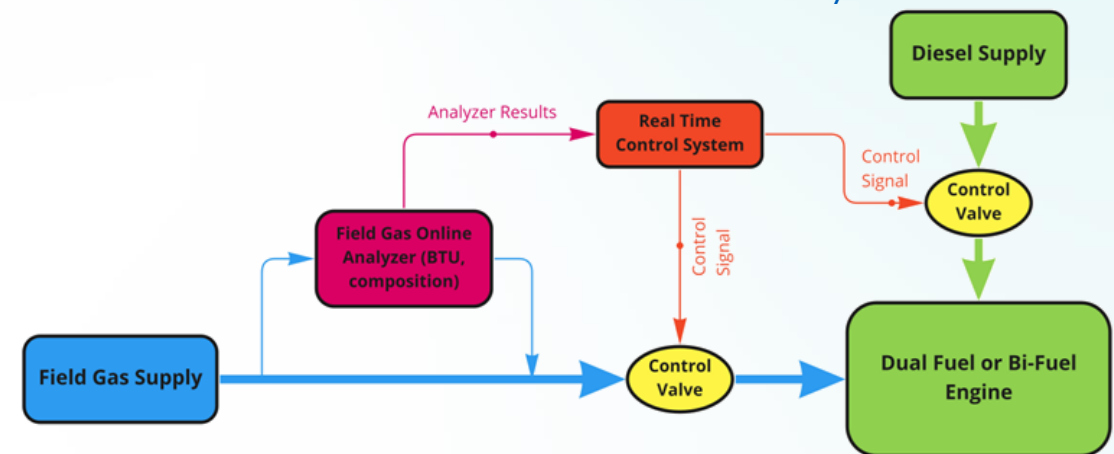 Diesel Supply
Analyzer Results
Real Time
Control System
Control
Signal
Control
Valve
Field Gas Online
Analyzer (BTU,
composition)
Control
Signal
Field Gas Supply
Control
Valve
Dual Fuel or Bi-Fuel
Engine